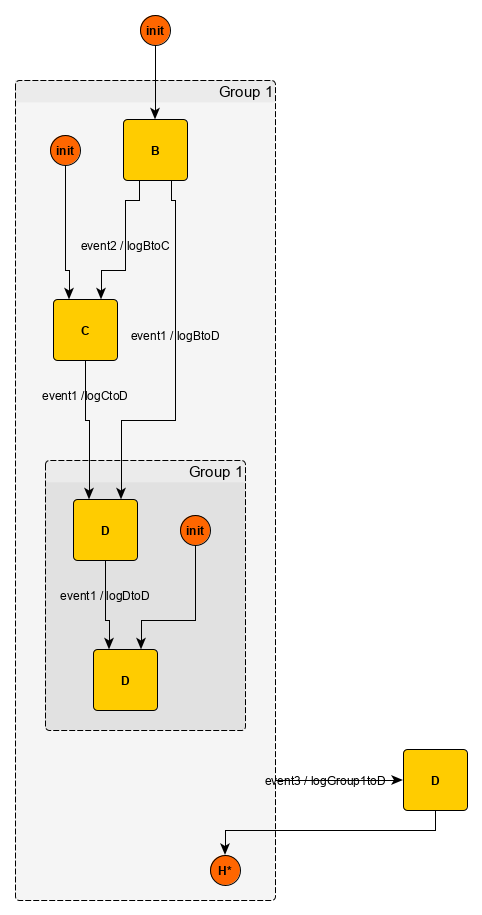 init
Group 1
init
B
event2 / logBtoC
C
event1 / logBtoD
event1 /logCtoD
Group 1
D
init
event1 / logDtoD
D
event3 / logGroup1toD
D
H*